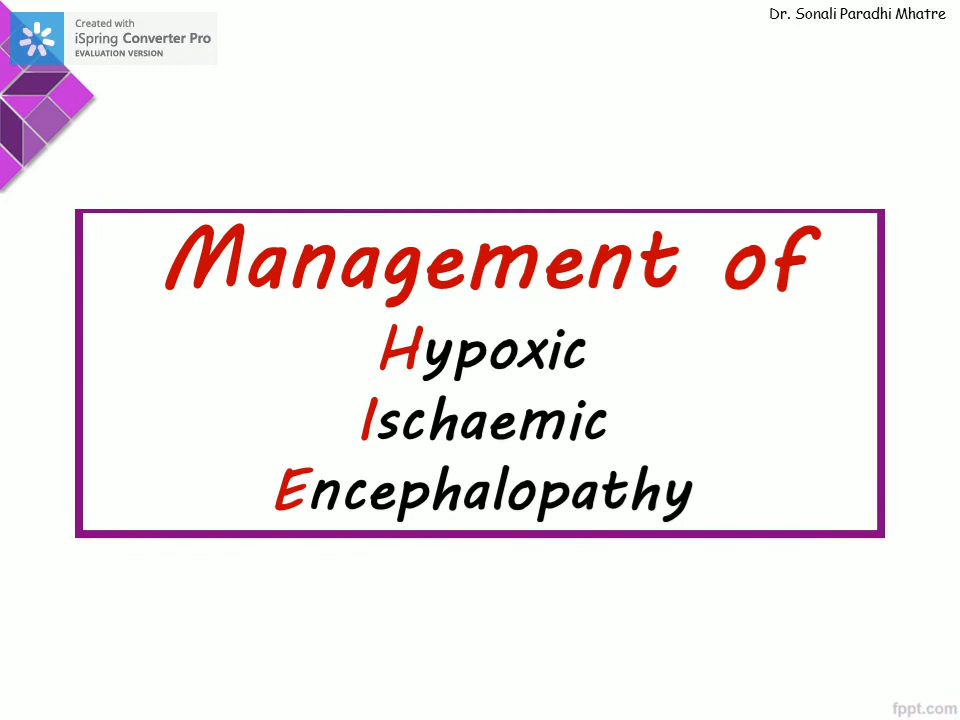 Dr. Sonali Paradhi Mhatre
Created with
iSpring Converter Pro
EVALUATION VERSION
Management of
Hypoxic
Ischaemic
Encephalopathy
fppt.com